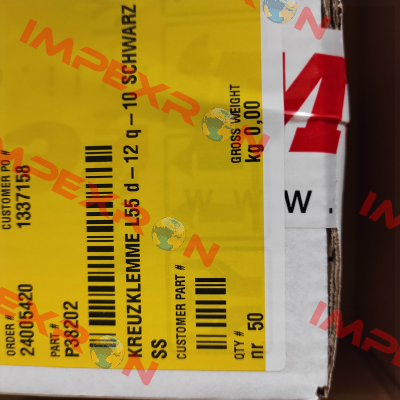 CUSTOMER PO #
1337158
ORDER #
24005420
PART #
P38202
KREUZKLEMME L55 d-12 q-10 SCHWARZ
SS
CUSTOMER PART #
GROSS WEIGHT
kg 0,00
QTY #
nr 50
M
W.
IMPEXRON
IMPEXRON
IMPEXRON